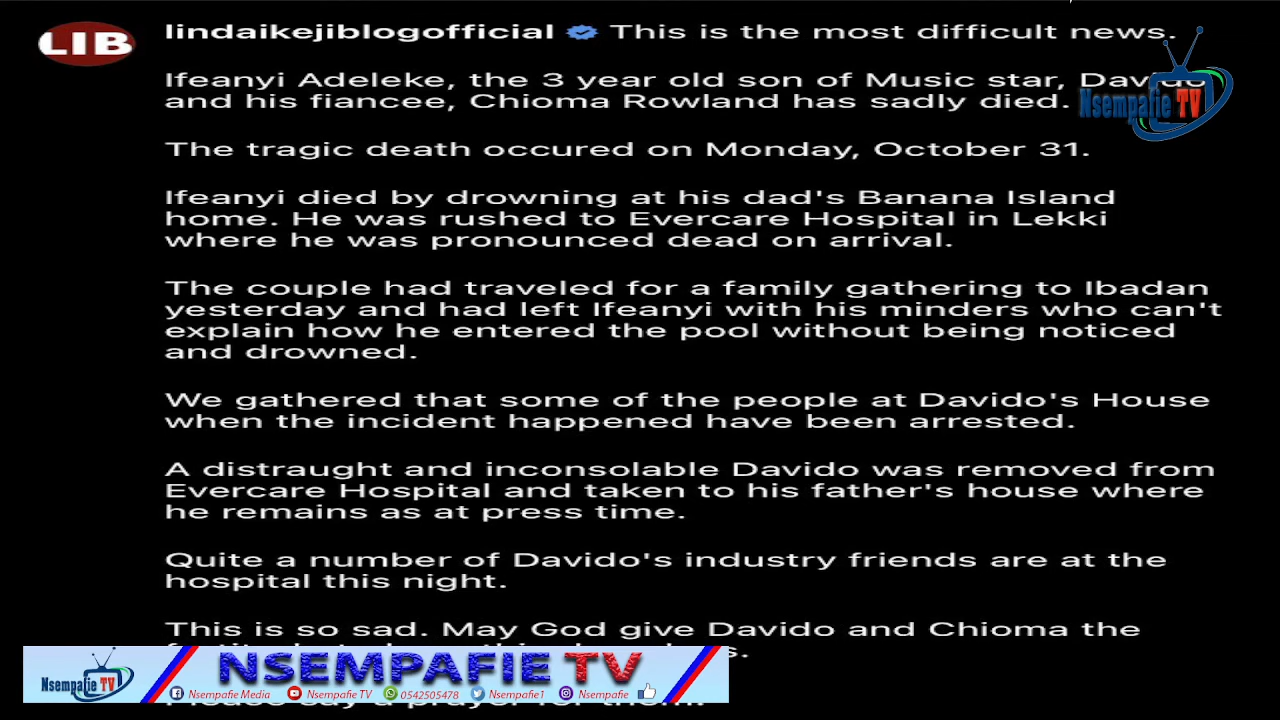 LIB
lindaikejiblogofficial This is the most difficult news.
Ifeanyi Adeleke, the 3 year old son of Music star, Davido
and his fiancee, Chioma Rowland has sadly died.
Nsempafie TV
The tragic death occured on Monday, October 31.
Ifeanyi died by drowning at his dad's Banana Island
home. He was rushed to Evercare Hospital in Lekki
where he was pronounced dead on arrival.
The couple had traveled for a family gathering to Ibadan
yesterday and had left Ifeanyi with his minders who can't
explain how he entered the pool without being noticed
and drowned.
We gathered that some of the people at Davido's House
when the incident happened have been arrested.
A distraught and inconsolable Davido was removed from
Evercare Hospital and taken to his father's house where
he remains as at press time.
Quite a number of Davido's industry friends are at the
hospital this night.
This is so sad. May God give Davido and Chioma the
NSEMPAFIE TV
Nsempafie TV
Nsempafie Media Nsempafie TV 0542505478 Nsempafie1 Nsempafie